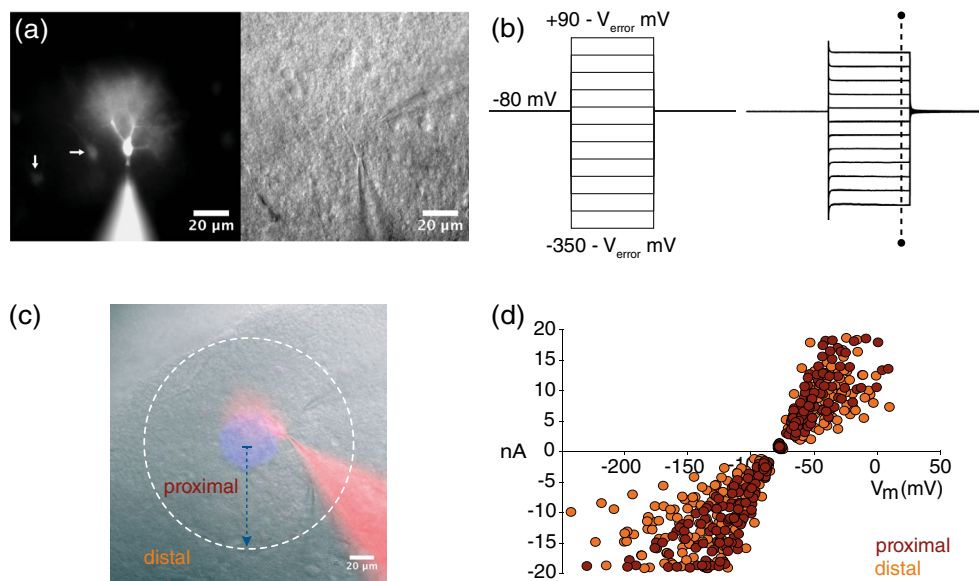 (a)
20 µm
20 µm
(b)
+90 - Verror mV
-80 mV
-350 - Verror mV
(c)
proximal
distal
20 µm
(d)
20
15
10
5
0
-5
-10
-15
-20
nA
-200 -150 -100 -50 0 50
Vm (mV)
proximal
distal